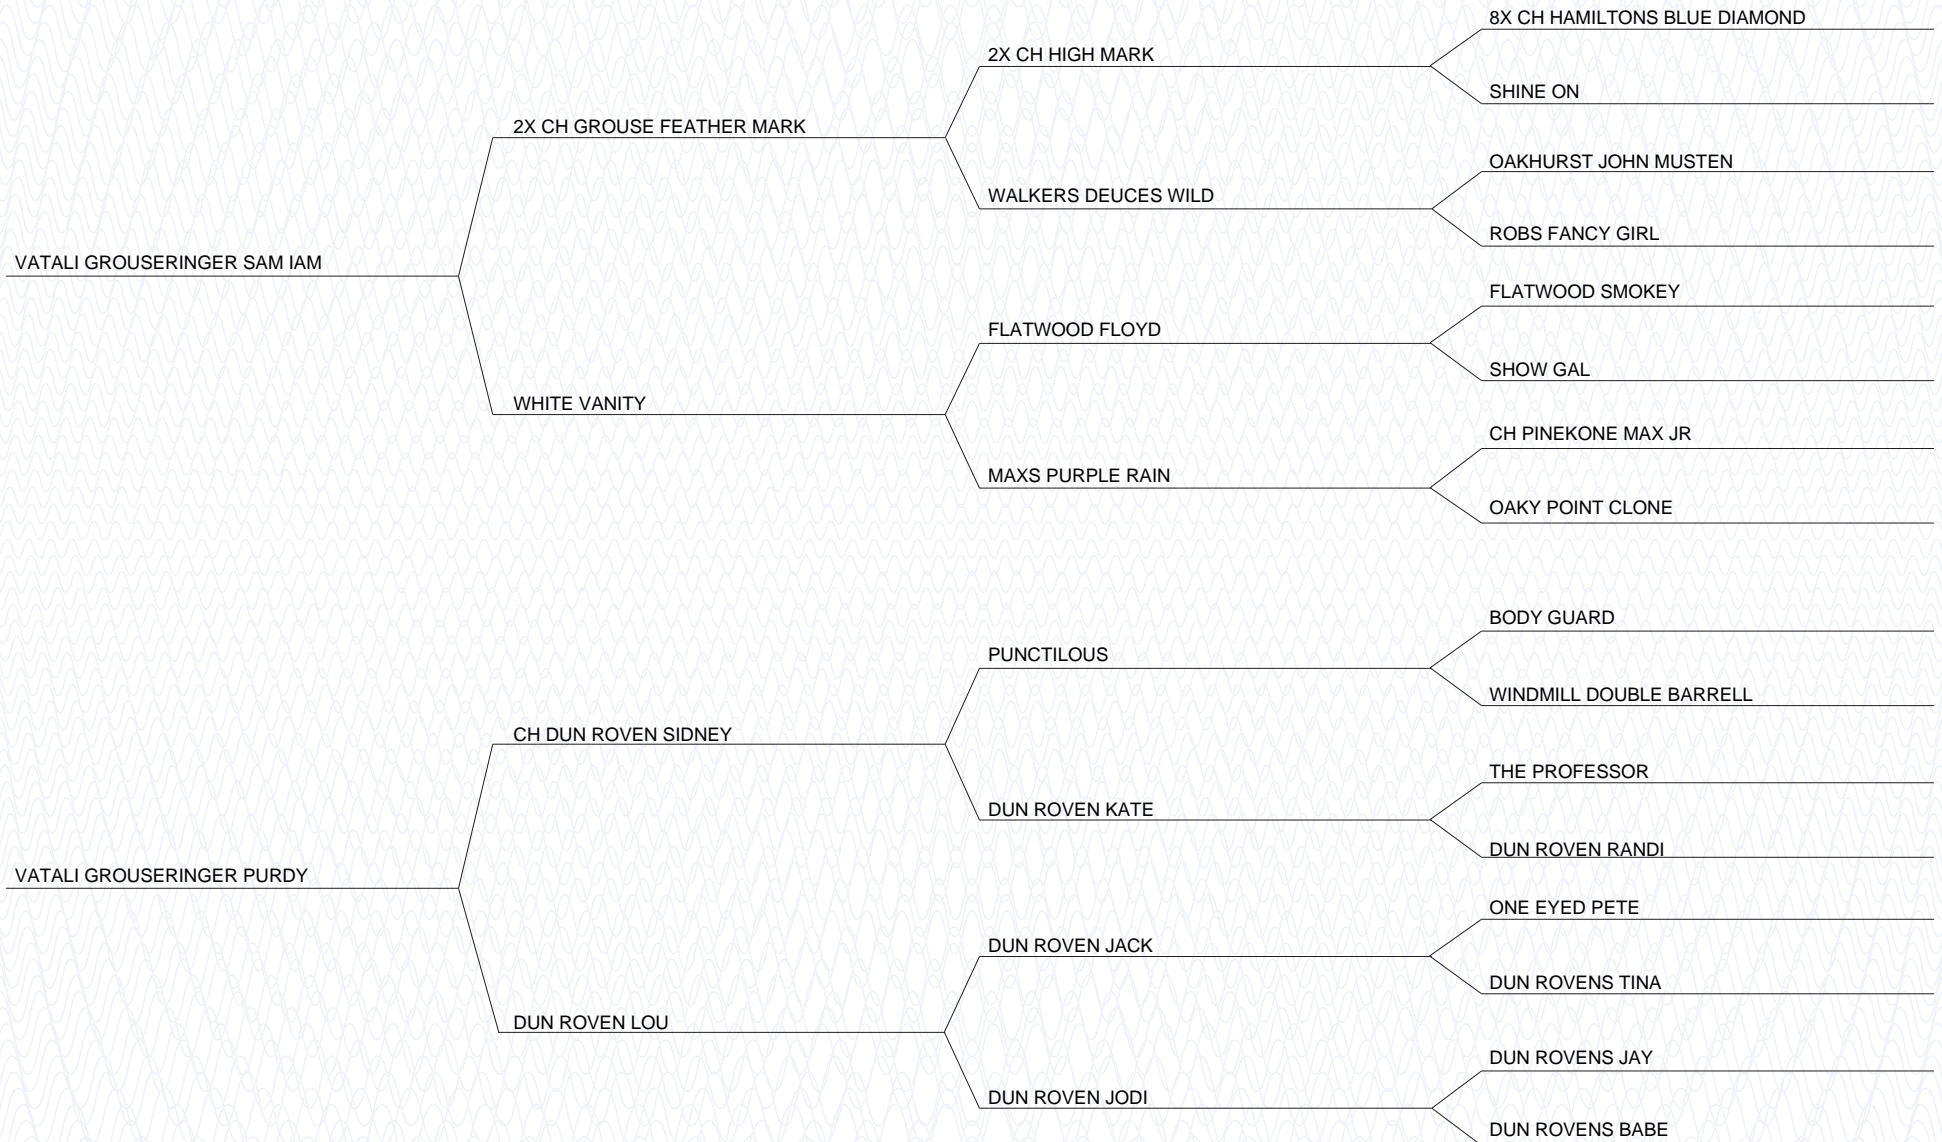 8X CH HAMILTONS BLUE DIAMOND
2X CH HIGH MARK
SHINE ON
2X CH GROUSE FEATHER MARK
OAKHURST JOHN MUSTEN
WALKERS DEUCES WILD
ROBS FANCY GIRL
VATALI GROUSERINGER SAM IAM
FLATWOOD SMOKEY
FLATWOOD FLOYD
SHOW GAL
WHITE VANITY
CH PINEKONE MAX JR
MAXS PURPLE RAIN
OAKY POINT CLONE
BODY GUARD
PUNCTILOUS
WINDMILL DOUBLE BARRELL
CH DUN ROVEN SIDNEY
THE PROFESSOR
DUN ROVEN KATE
DUN ROVEN RANDI
VATALI GROUSERINGER PURDY
ONE EYED PETE
DUN ROVEN JACK
DUN ROVENS TINA
DUN ROVEN LOU
DUN ROVENS JAY
DUN ROVEN JODI
DUN ROVENS BABE